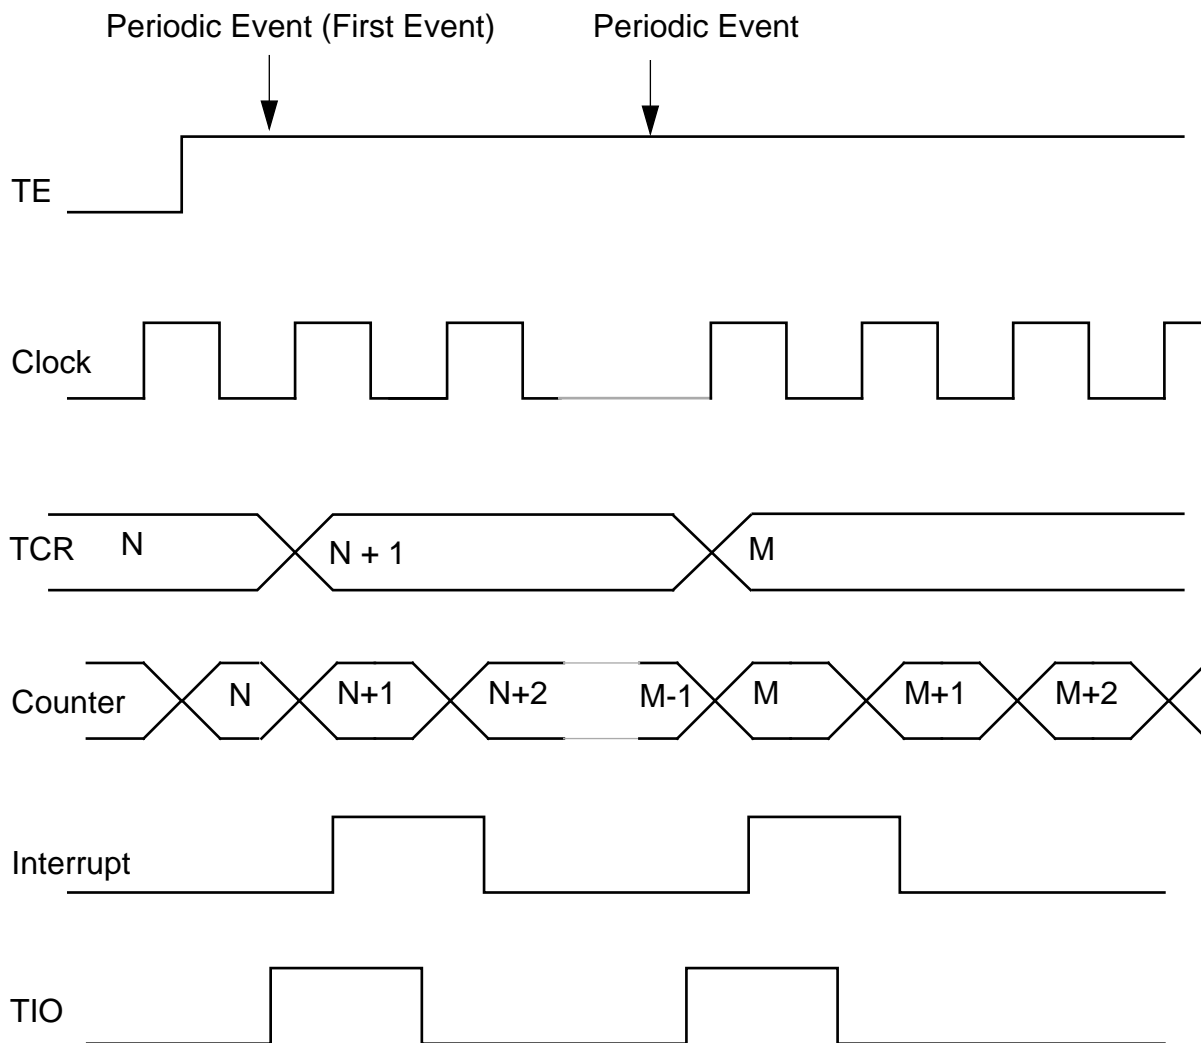 Periodic Event (First Event) Periodic Event
TE
Clock
TCR N N + 1 M
Counter N N+1 N+2 M-1 M M+1 M+2
Interrupt
TIO